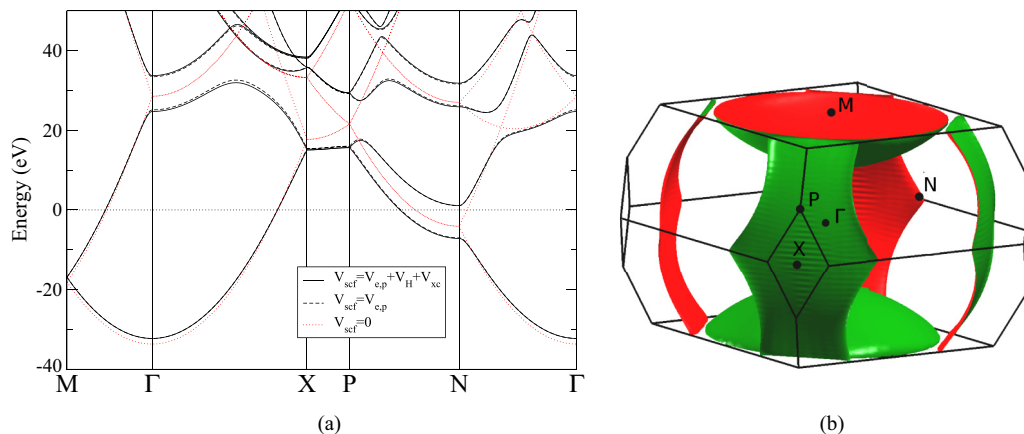 40
20
0
-20
-40
Energy (eV)
V_scf=V_e,p+V_H+V_xc
V_scf=V_e,p
V_scf=0
M Γ X P N Γ
(a)
M
N
P
Γ
X
(b)